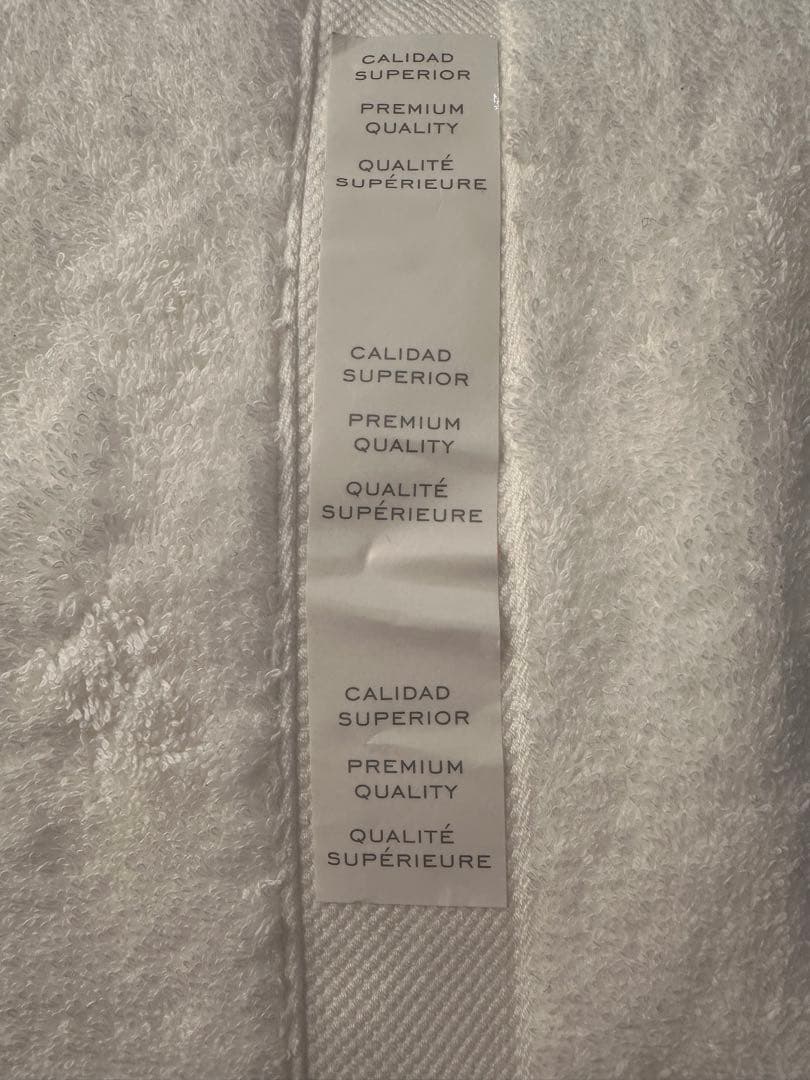 CALIDAD
SUPERIOR
PREMIUM
QUALITY
QUALITÉ
SUPÉRIEURE
CALIDAD
SUPERIOR
PREMIUM
QUALITY
QUALITÉ
SUPÉRIEURE
CALIDAD
SUPERIOR
PREMIUM
QUALITY
QUALITÉ
SUPÉRIEURE